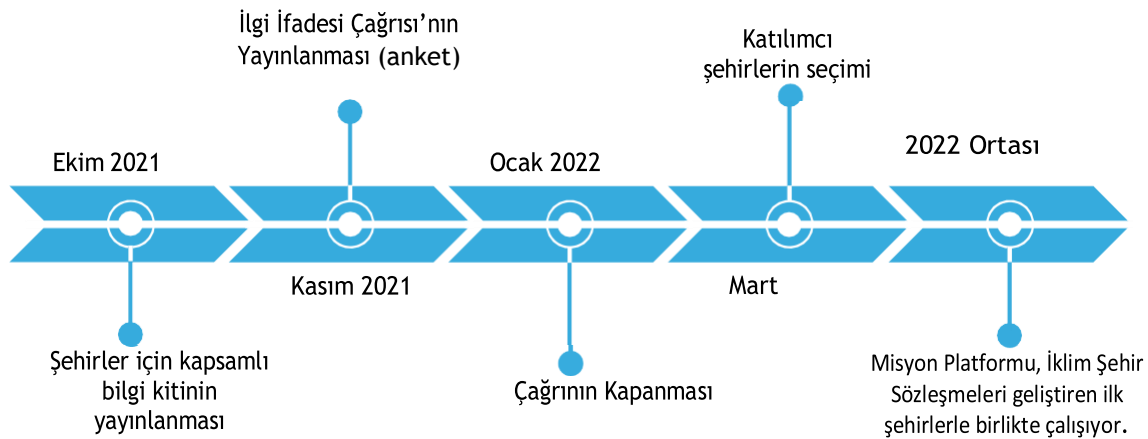 Ekim 2021
Şehirler için kapsamlı
bilgi kitinin
yayınlanması
İlgi İfadesi Çağrısı’nın
Yayınlanması (anket)
Kasım 2021
Ocak 2022
Çağrının Kapanması
Katılımcı
şehirlerin seçimi
Mart
2022 Ortası
Misyon Platformu, İklim Şehir
Sözleşmeleri geliştiren ilk
şehirlerle birlikte çalışıyor.